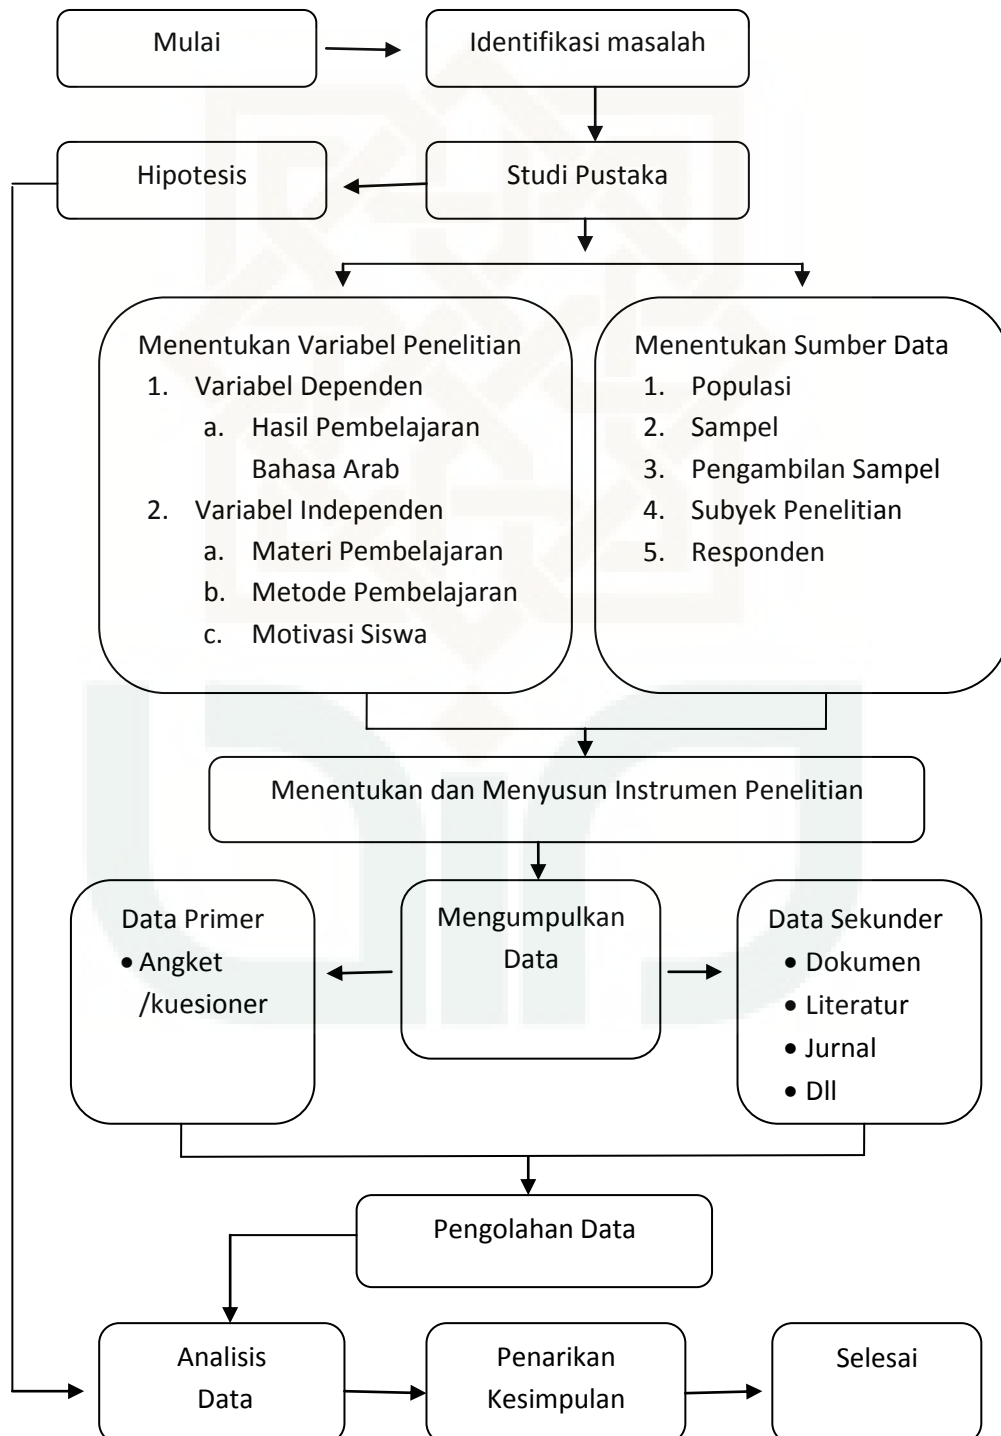 Mulai
Identifikasi masalah
Hipotesis
Studi Pustaka
Menentukan Variabel Penelitian
1. Variabel Dependen
a. Hasil Pembelajaran
Bahasa Arab
2. Variabel Independen
a. Materi Pembelajaran
b. Metode Pembelajaran
c. Motivasi Siswa
Menentukan Sumber Data
1. Populasi
2. Sampel
3. Pengambilan Sampel
4. Subyek Penelitian
5. Responden
Menentukan dan Menyusun Instrumen Penelitian
Data Primer
• Angket
/kuesioner
Mengumpulkan
Data
Data Sekunder
• Dokumen
• Literatur
• Jurnal
• Dll
Pengolahan Data
Analisis
Data
Penarikan
Kesimpulan
Selesai